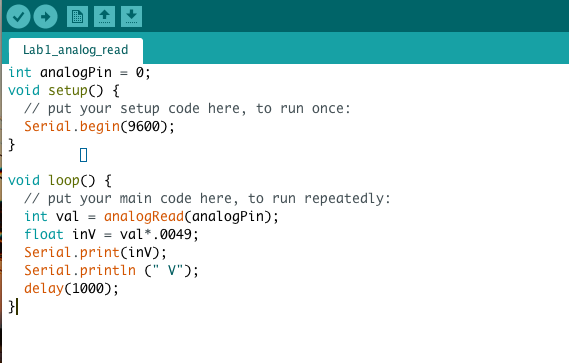 Lab1_analog_read
int analogPin = 0;
void setup() {
  // put your setup code here, to run once:
  Serial.begin(9600);
}

void loop() {
  // put your main code here, to run repeatedly:
  int val = analogRead(analogPin);
  float inV = val*.0049;
  Serial.print(inV);
  Serial.println (" V");
  delay(1000);
}